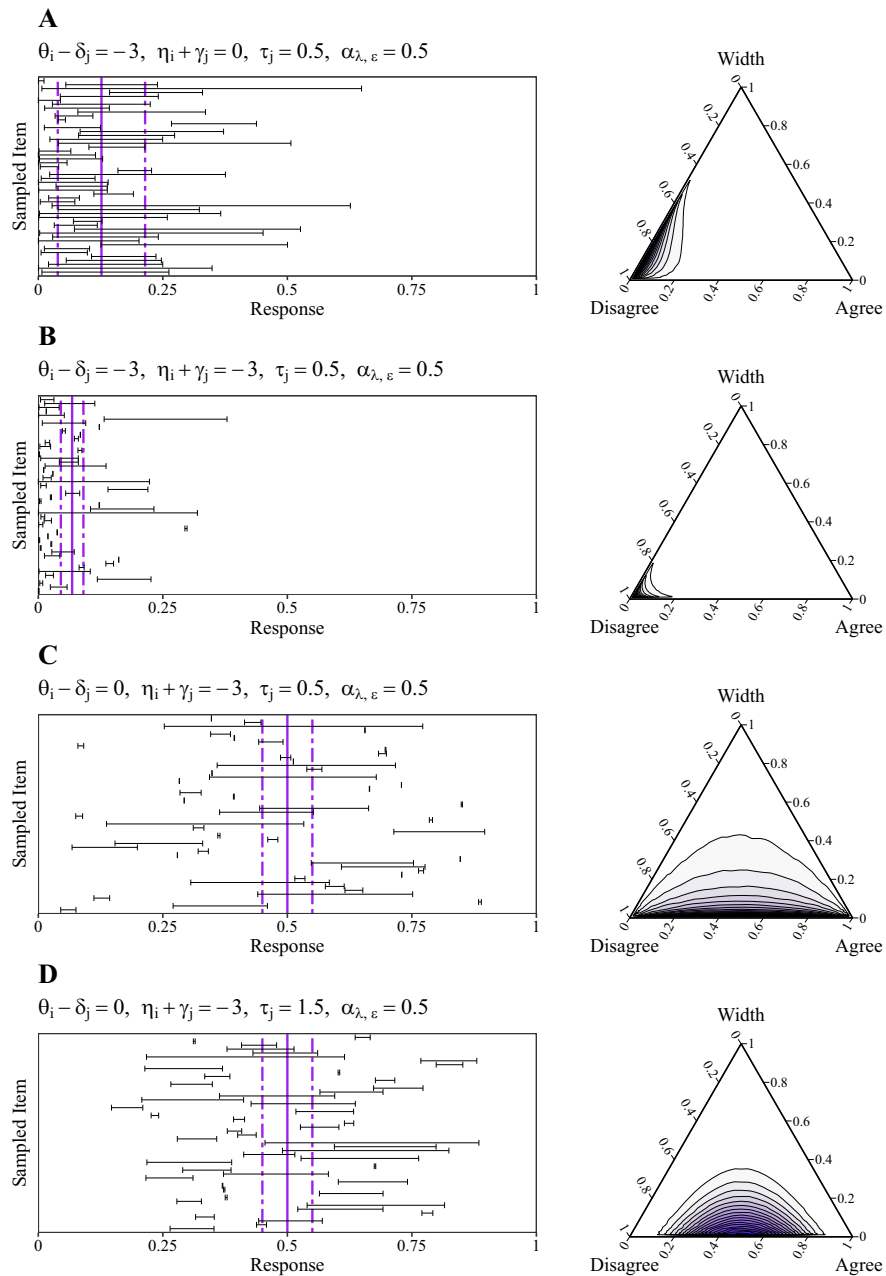 A
θi − δj = −3, ηi + γj = 0, τj = 0.5, αλ, ε = 0.5
Sampled Item
0 0.25 0.5 0.75 1
Response
Width
0 0.2 0.4 0.6 0.8 1
1 0.8 0.6 0.4 0.2 0
0 0.2 0.4 0.6 0.8 1
Disagree Agree
B
θi − δj = −3, ηi + γj = −3, τj = 0.5, αλ, ε = 0.5
Sampled Item
0 0.25 0.5 0.75 1
Response
Width
0 0.2 0.4 0.6 0.8 1
1 0.8 0.6 0.4 0.2 0
0 0.2 0.4 0.6 0.8 1
Disagree Agree
C
θi − δj = 0, ηi + γj = −3, τj = 0.5, αλ, ε = 0.5
Sampled Item
0 0.25 0.5 0.75 1
Response
Width
0 0.2 0.4 0.6 0.8 1
1 0.8 0.6 0.4 0.2 0
0 0.2 0.4 0.6 0.8 1
Disagree Agree
D
θi − δj = 0, ηi + γj = −3, τj = 1.5, αλ, ε = 0.5
Sampled Item
0 0.25 0.5 0.75 1
Response
Width
0 0.2 0.4 0.6 0.8 1
1 0.8 0.6 0.4 0.2 0
0 0.2 0.4 0.6 0.8 1
Disagree Agree